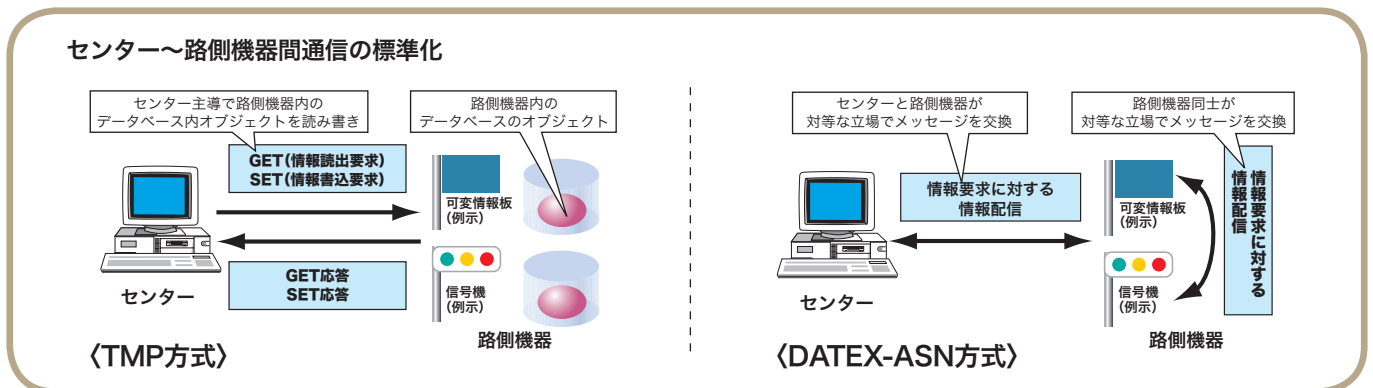 センター〜路側機器間通信の標準化
センター主導で路側機器内の
データベース内オブジェクトを読み書き
路側機器内の
データベースのオブジェクト
GET(情報読出要求)
SET(情報書込要求)
可変情報板
(例示)
GET応答
SET応答
センター
信号機
(例示)
路側機器
〈TMP方式〉
センターと路側機器が
対等な立場でメッセージを交換
路側機器同士が
対等な立場でメッセージを交換
情報要求に対する
情報配信
可変情報板
(例示)
情報要求に対する
情報配信
センター
信号機
(例示)
路側機器
〈DATEX-ASN方式〉